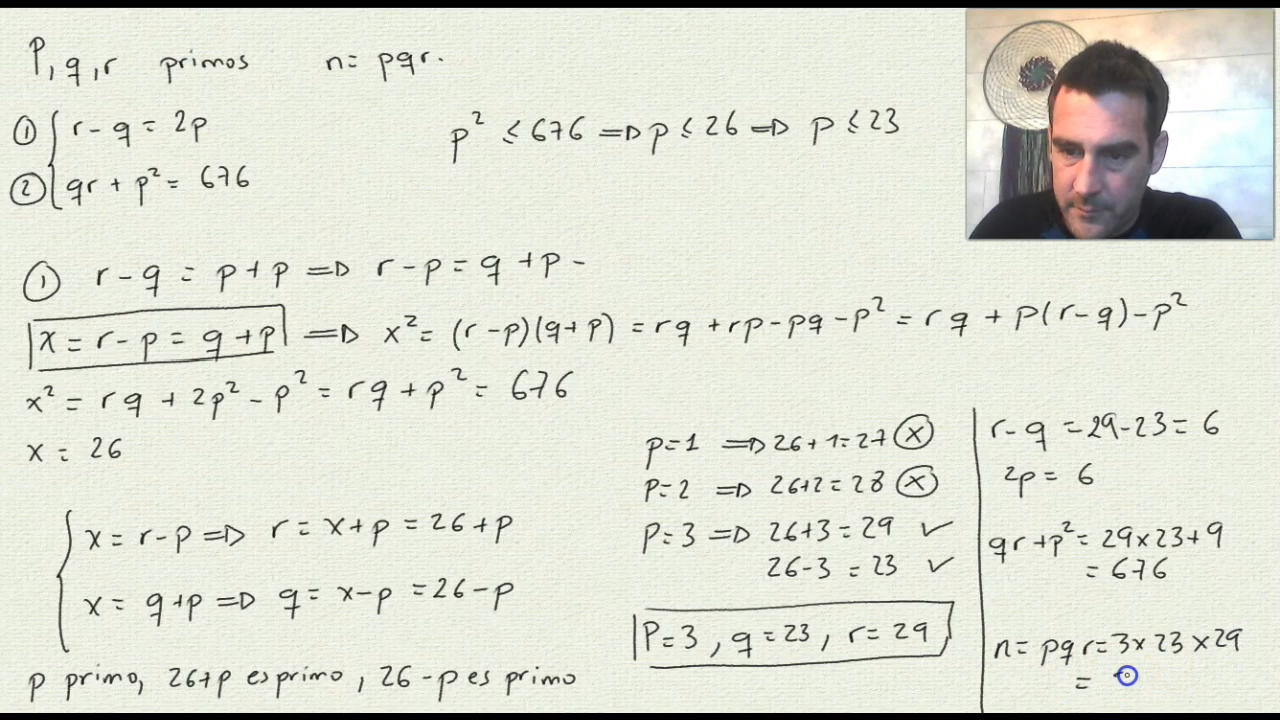 P, q, r primos n = pqr.
① r - q = 2p
② qr + p² = 676
p² ≤ 676 ⇒ p ≤ 26 ⇒ p ≤ 23
① r - q = p + p ⇒ r - p = q + p -
x = r - p = q + p ⇒ x² = (r - p)(q + p) = rq + rp - pq - p² = rq + p(r - q) - p²
x² = rq + 2p² - p² = rq + p² = 676
x = 26
x = r - p ⇒ r = x + p = 26 + p
x = q + p ⇒ q = x - p = 26 - p
p primo, 26+p es primo, 26 - p es primo
p = 1 ⇒ 26 + 1 = 27 ⓧ
P = 2 ⇒ 26+2 = 28 ⓧ
P = 3 ⇒ 26+3 = 29 ✓
26 - 3 = 23 ✓
P = 3, q = 23, r = 29
r - q = 29 - 23 = 6
2p = 6
qr + p² = 29 × 23 + 9
= 676
n = pqr = 3 × 23 × 29
=